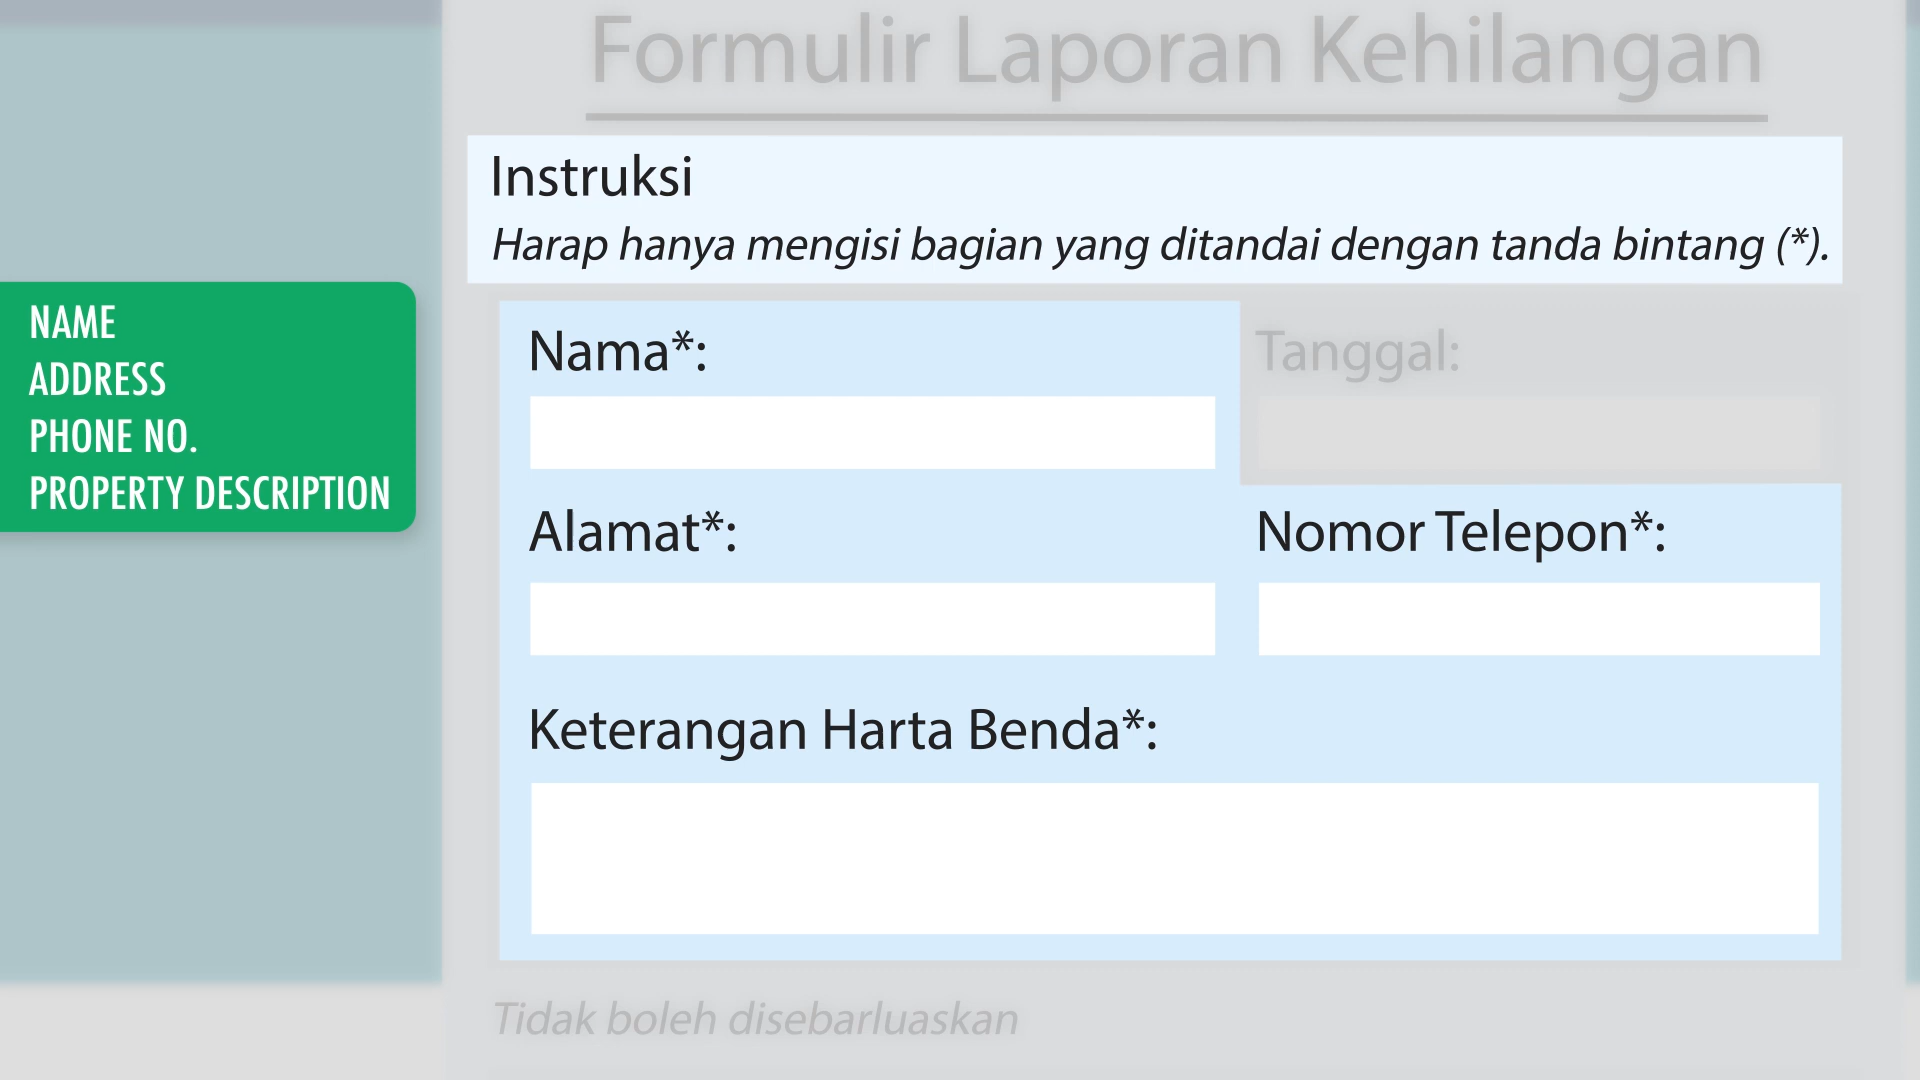 Formulir Laporan Kehilangan
Instruksi
Harap hanya mengisi bagian yang ditandai dengan tanda bintang (*).
NAME
ADDRESS
PHONE NO.
PROPERTY DESCRIPTION
Nama*:
Tanggal:
Alamat*:
Nomor Telepon*:
Keterangan Harta Benda*:
Tidak boleh disebarluaskan